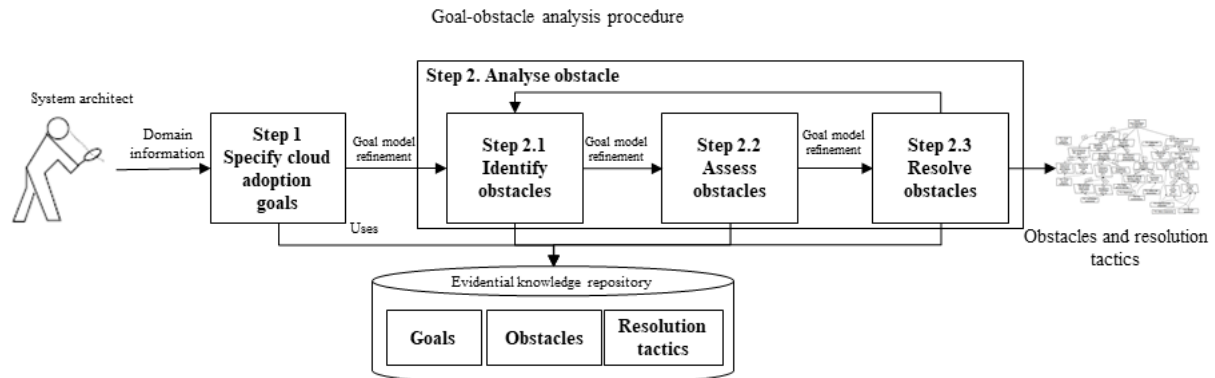 Goal-obstacle analysis procedure
Step 2. Analyse obstacle
System architect
Domain
information
Step 1
Specify cloud
adoption
goals
Goal model
refinement
Step 2.1
Identify
obstacles
Goal model
refinement
Step 2.2
Assess
obstacles
Goal model
refinement
Step 2.3
Resolve
obstacles
Obstacles and resolution
tactics
Uses
Evidential knowledge repository
Goals
Obstacles
Resolution
tactics